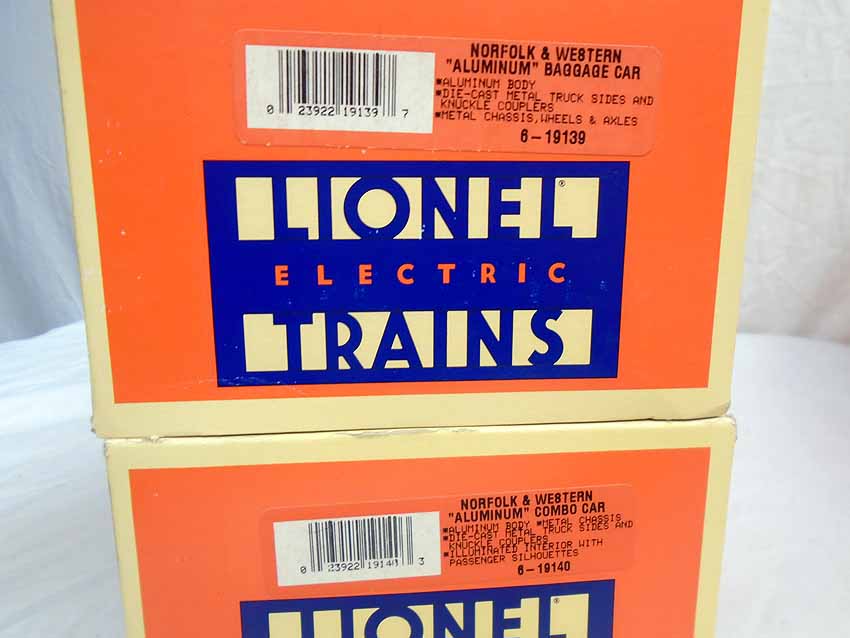 NORFOLK & WESTERN
"ALUMINUM" BAGGAGE CAR
▪ALUMINUM BODY
▪DIE-CAST METAL TRUCK SIDES AND
KNUCKLE COUPLERS
▪METAL CHASSIS,WHEELS & AXLES
6-19139
0 23922 19139 7
LIONEL®
ELECTRIC
TRAINS
NORFOLK & WESTERN
"ALUMINUM" COMBO CAR
▪ALUMINUM BODY ▪METAL CHASSIS
▪DIE-CAST METAL TRUCK SIDES AND
KNUCKLE COUPLERS
▪ILLUMINATED INTERIOR WITH
PASSENGER SILHOUETTES
6-19140
0 23922 19140 3
LIONEL®